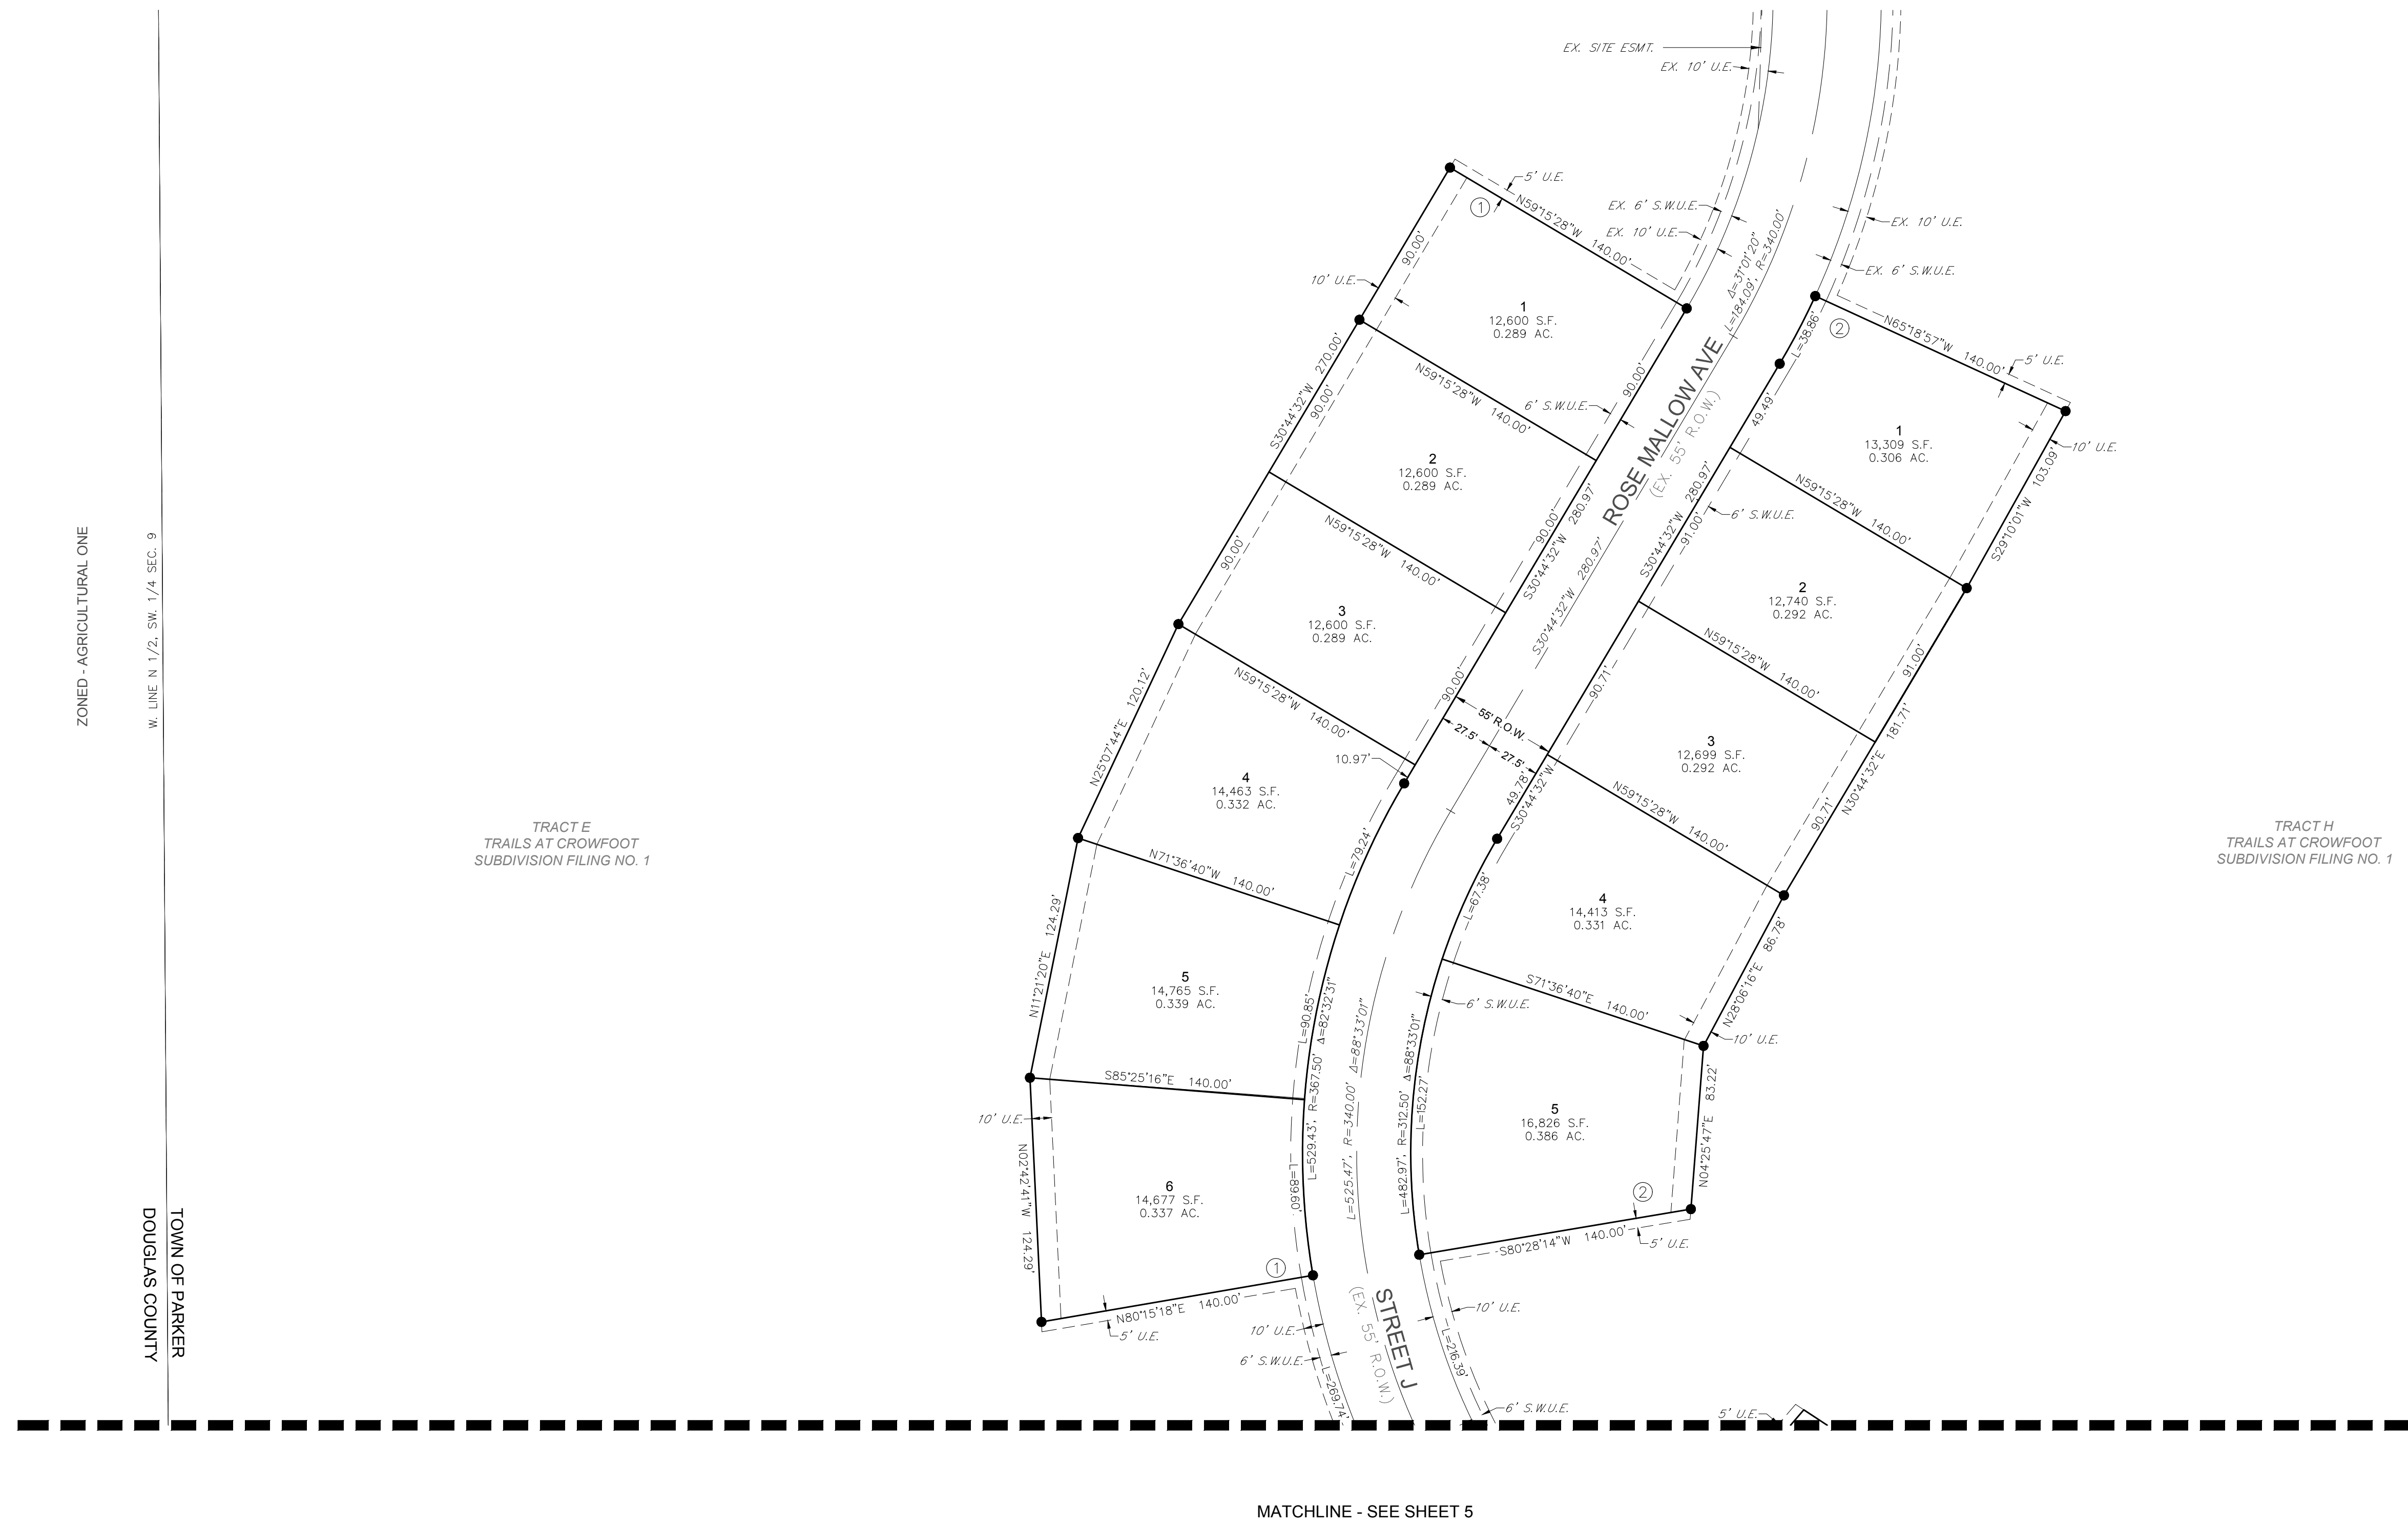 EX. SITE ESMT.
EX. 10' U.E.
5' U.E.
①
N59°15'28"W 140.00'
EX. 6' S.W.U.E.
EX. 10' U.E.
EX. 10' U.E.
EX. 6' S.W.U.E.
Δ=31°01'20"
L=184.09', R=340.00'
90.00'
10' U.E.
1
12,600 S.F.
0.289 AC.
S30°44'32"W 270.00'
90.00'
N59°15'28"W 140.00'
90.00'
6' S.W.U.E.
2
12,600 S.F.
0.289 AC.
90.00'
N59°15'28"W 140.00'
90.00'
S30°44'32"W 280.97'
3
12,600 S.F.
0.289 AC.
N59°15'28"W 140.00'
90.00'
10.97'
N25°07'44"E 120.12'
4
14,463 S.F.
0.332 AC.
L=79.24'
N71°36'40"W 140.00'
N11°21'20"E 124.29'
5
14,765 S.F.
0.339 AC.
L=90.85'
L=529.43', R=367.50' Δ=82°32'31"
S85°25'16"E 140.00'
10' U.E.
N02°42'41"W 124.29'
6
14,677 S.F.
0.337 AC.
L=89.60'
①
N80°15'18"E 140.00'
5' U.E.
10' U.E.
6' S.W.U.E.
L=269.74'
ROSE MALLOW AVE
(EX. 55' R.O.W.)
S30°44'32"W 280.97'
55' R.O.W.
27.5'
27.5'
L=525.47', R=340.00' Δ=88°33'01"
STREET J
(EX. 55' R.O.W.)
②
L=38.86'
N65°18'57"W 140.00'
5' U.E.
10' U.E.
49.49'
1
13,309 S.F.
0.306 AC.
S29°10'01"W 103.09'
N59°15'28"W 140.00'
S30°44'32"W 280.97'
91.00'
6' S.W.U.E.
2
12,740 S.F.
0.292 AC.
91.00'
N59°15'28"W 140.00'
N30°44'32"E 181.71'
90.71'
3
12,699 S.F.
0.292 AC.
90.71'
N59°15'28"W 140.00'
49.78'
S30°44'32"W
L=67.38'
4
14,413 S.F.
0.331 AC.
N28°06'16"E 86.78'
S71°36'40"E 140.00'
6' S.W.U.E.
10' U.E.
L=482.97', R=312.50' Δ=88°33'01"
L=152.27'
5
16,826 S.F.
0.386 AC.
N04°25'47"E 83.22'
②
S80°28'14"W 140.00'
5' U.E.
10' U.E.
L=216.39'
6' S.W.U.E.
5' U.E.
ZONED - AGRICULTURAL ONE
W. LINE N 1/2, SW. 1/4 SEC. 9
TRACT E
TRAILS AT CROWFOOT
SUBDIVISION FILING NO. 1
TRACT H
TRAILS AT CROWFOOT
SUBDIVISION FILING NO. 1
TOWN OF PARKER
DOUGLAS COUNTY
MATCHLINE - SEE SHEET 5